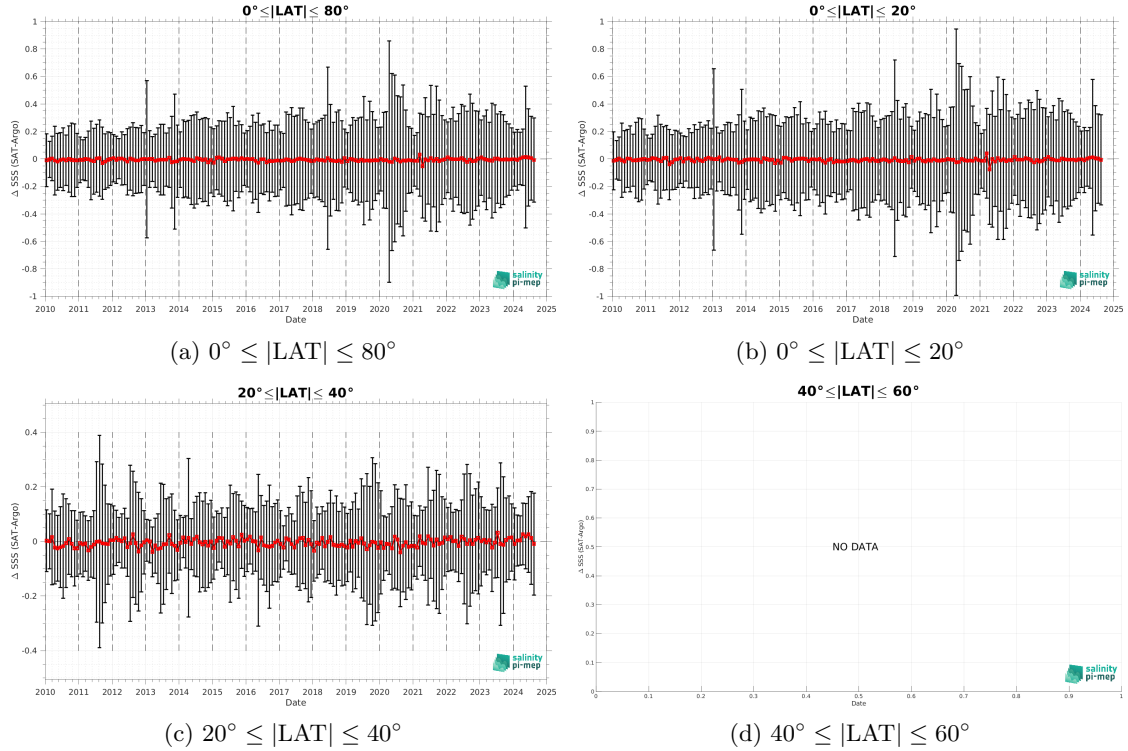 0°≤|LAT|≤ 80°
1
0.8
0.6
0.4
0.2
0
-0.2
-0.4
-0.6
-0.8
-1
Δ SSS (SAT-Argo)
2010 2011 2012 2013 2014 2015 2016 2017 2018 2019 2020 2021 2022 2023 2024 2025
Date
salinity
pi-mep
(a) 0° ≤ |LAT| ≤ 80°
0°≤|LAT|≤ 20°
1
0.8
0.6
0.4
0.2
0
-0.2
-0.4
-0.6
-0.8
-1
Δ SSS (SAT-Argo)
2010 2011 2012 2013 2014 2015 2016 2017 2018 2019 2020 2021 2022 2023 2024 2025
Date
salinity
pi-mep
(b) 0° ≤ |LAT| ≤ 20°
20°≤|LAT|≤ 40°
0.4
0.2
0
-0.2
-0.4
Δ SSS (SAT-Argo)
2010 2011 2012 2013 2014 2015 2016 2017 2018 2019 2020 2021 2022 2023 2024 2025
Date
salinity
pi-mep
(c) 20° ≤ |LAT| ≤ 40°
40°≤|LAT|≤ 60°
1
0.9
0.8
0.7
0.6
0.5
0.4
0.3
0.2
0.1
0
Δ SSS (SAT-Argo)
NO DATA
0 0.1 0.2 0.3 0.4 0.5 0.6 0.7 0.8 0.9 1
Date
salinity
pi-mep
(d) 40° ≤ |LAT| ≤ 60°